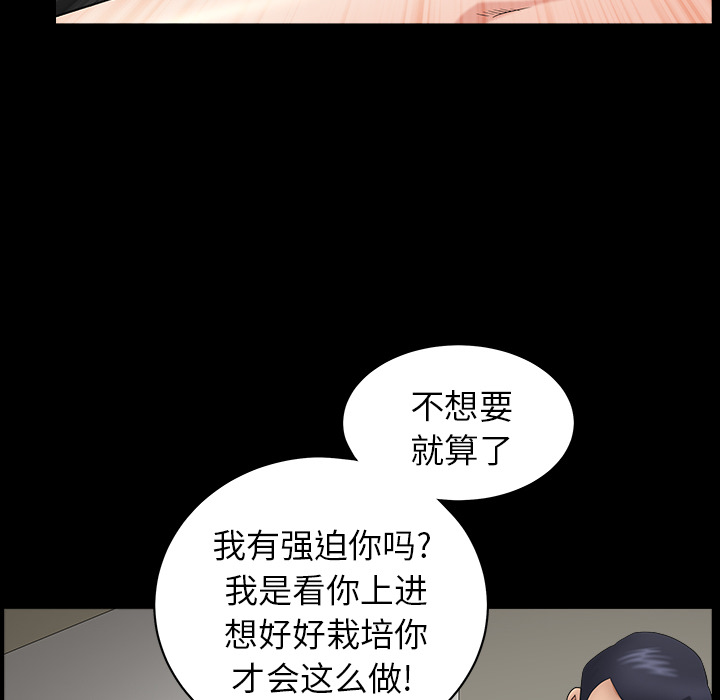 不想要
就算了
我有强迫你吗?
我是看你上进
想好好栽培你
才会这么做!